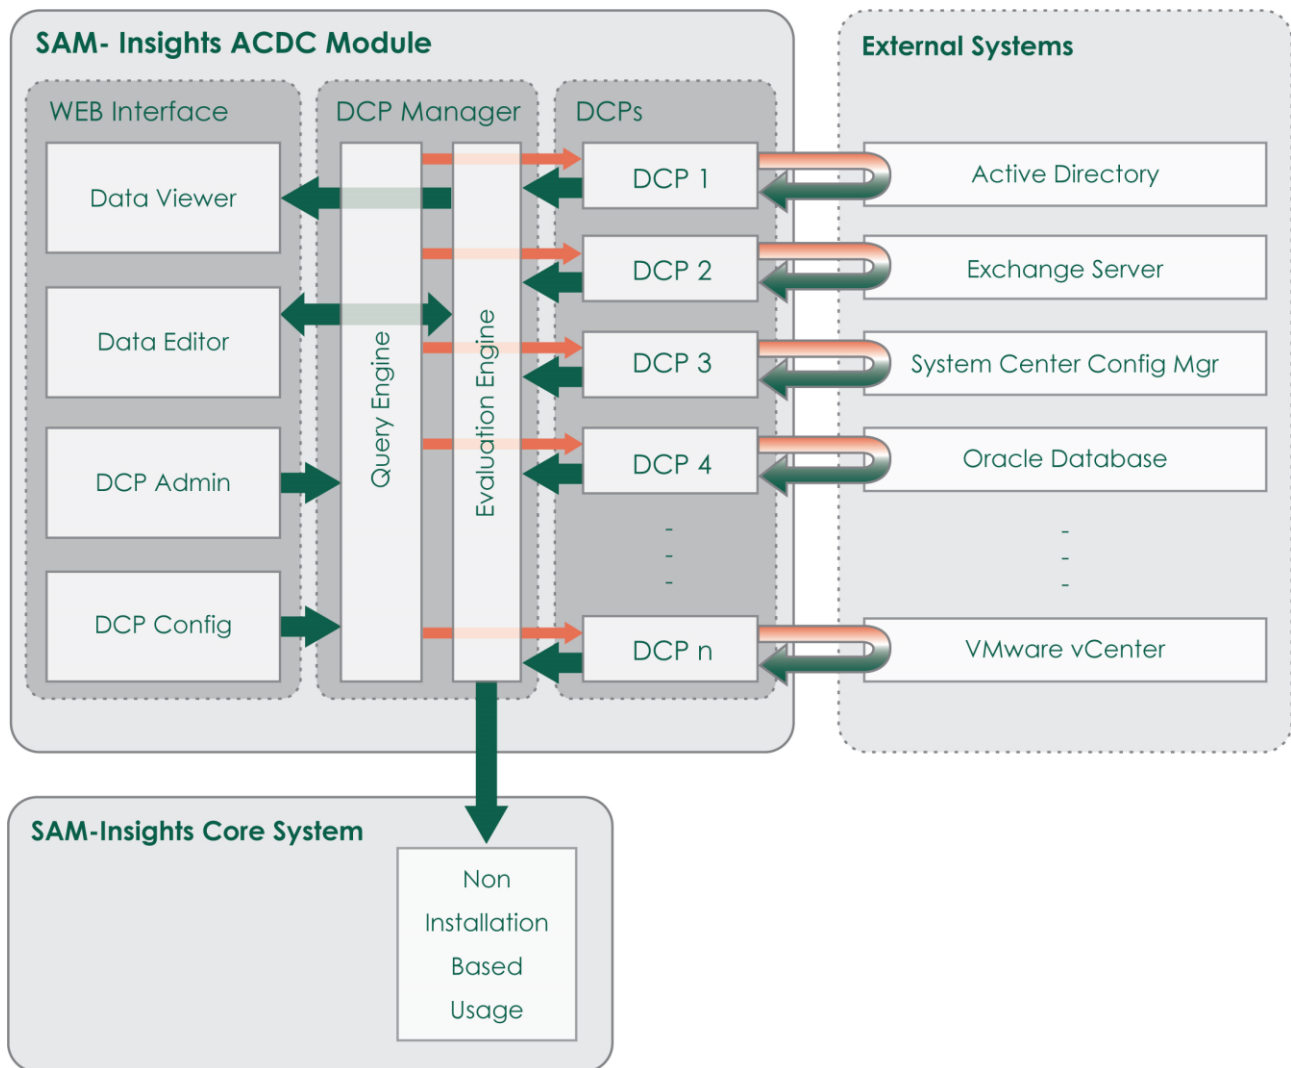 SAM- Insights ACDC Module
External Systems
WEB Interface
DCP Manager
DCPs
Data Viewer
Data Editor
DCP Admin
DCP Config
Query Engine
Evaluation Engine
DCP 1
DCP 2
DCP 3
DCP 4
-
-
-
DCP n
Active Directory
Exchange Server
System Center Config Mgr
Oracle Database
-
-
-
VMware vCenter
SAM-Insights Core System
Non
Installation
Based
Usage